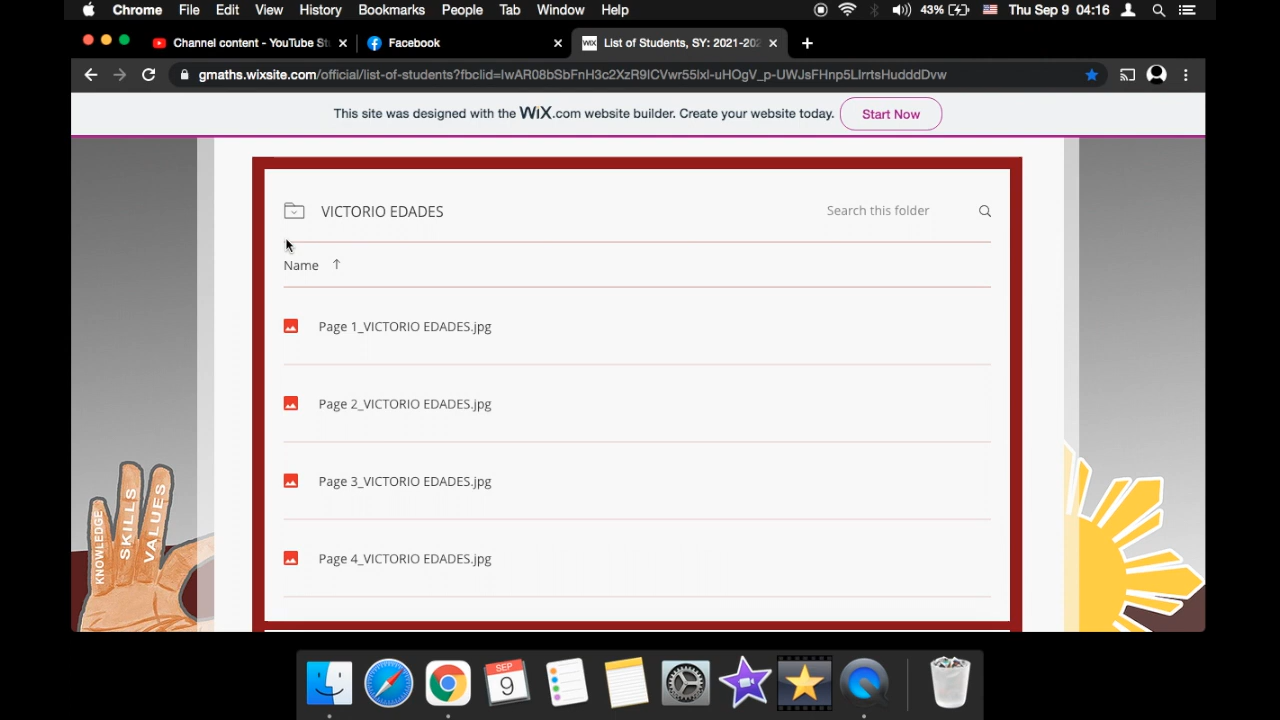 Chrome File Edit View History Bookmarks People Tab Window Help 43% Thu Sep 9 04:16
Channel content - YouTube St Facebook WIX List of Students, SY: 2021-202
gmaths.wixsite.com/official/list-of-students?fbclid=IwAR08bSbFnH3c2XzR9ICVwr55lxl-uHOgV_p-UWJsFHnp5LIrrtsHudddDvw
This site was designed with the WiX.com website builder. Create your website today. Start Now
VICTORIO EDADES Search this folder
Name ↑
Page 1_VICTORIO EDADES.jpg
Page 2_VICTORIO EDADES.jpg
Page 3_VICTORIO EDADES.jpg
Page 4_VICTORIO EDADES.jpg
KNOWLEDGE
SKILLS
VALUES
SEP
9